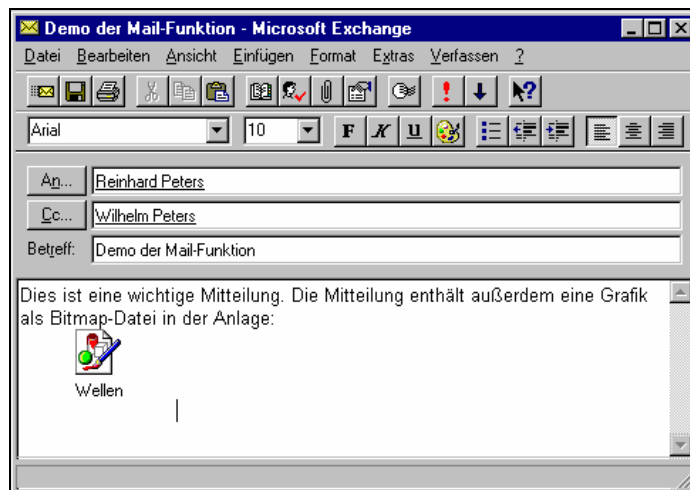 Demo der Mail-Funktion - Microsoft Exchange
Datei Bearbeiten Ansicht Einfügen Format Extras Verfassen ?
Arial 10 F K U
An... Reinhard Peters
Cc... Wilhelm Peters
Betreff: Demo der Mail-Funktion
Dies ist eine wichtige Mitteilung. Die Mitteilung enthält außerdem eine Grafik
als Bitmap-Datei in der Anlage:
Wellen